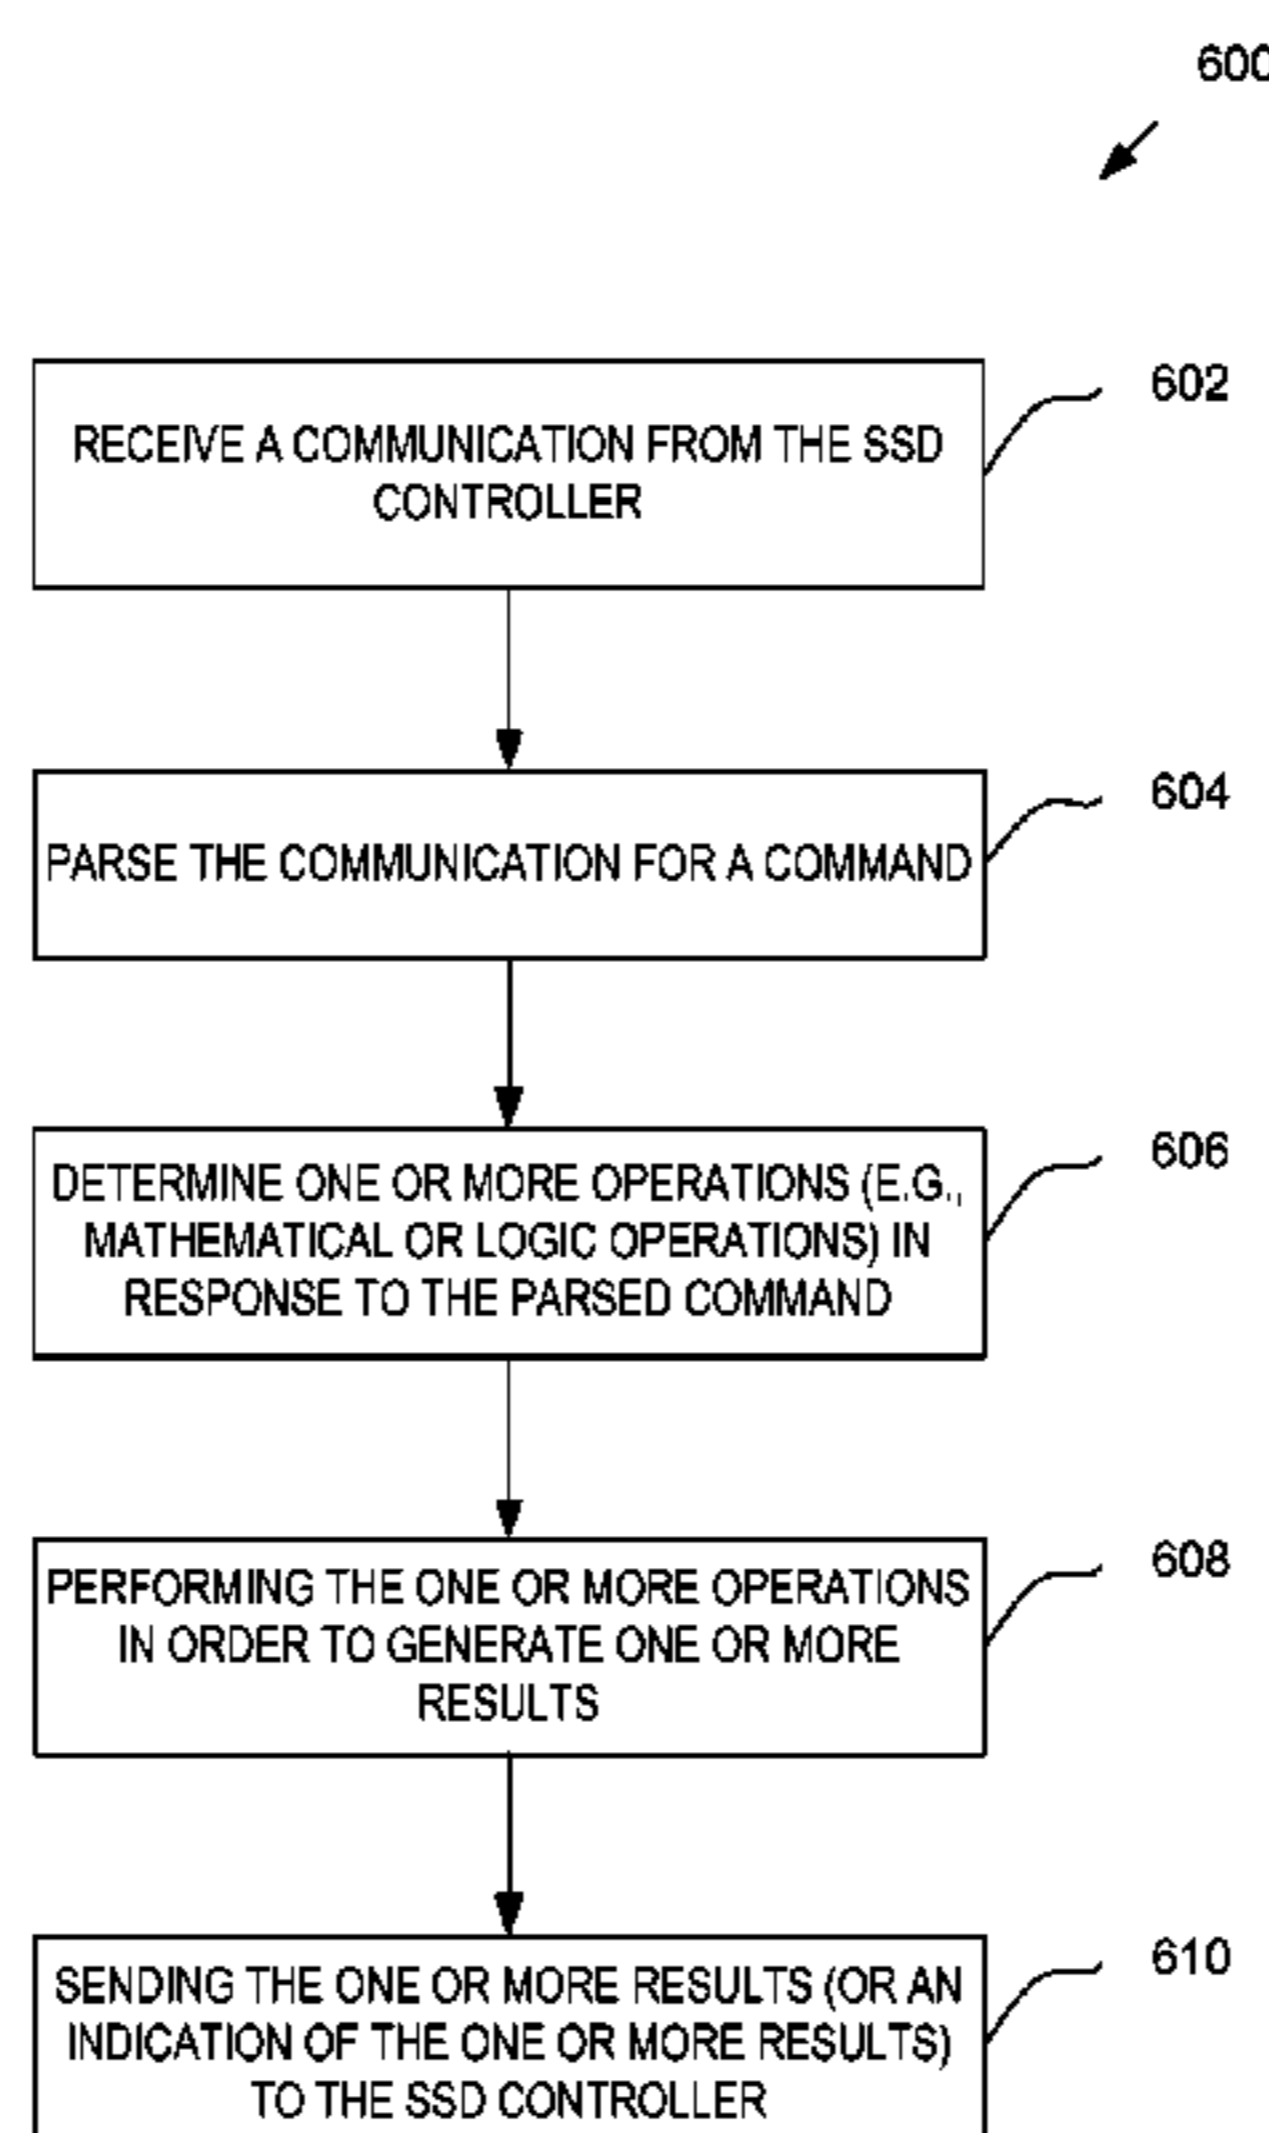 600
RECEIVE A COMMUNICATION FROM THE SSD
CONTROLLER
602
PARSE THE COMMUNICATION FOR A COMMAND
604
DETERMINE ONE OR MORE OPERATIONS (E.G.,
MATHEMATICAL OR LOGIC OPERATIONS) IN
RESPONSE TO THE PARSED COMMAND
606
PERFORMING THE ONE OR MORE OPERATIONS
IN ORDER TO GENERATE ONE OR MORE
RESULTS
608
SENDING THE ONE OR MORE RESULTS (OR AN
INDICATION OF THE ONE OR MORE RESULTS)
TO THE SSD CONTROLLER
610